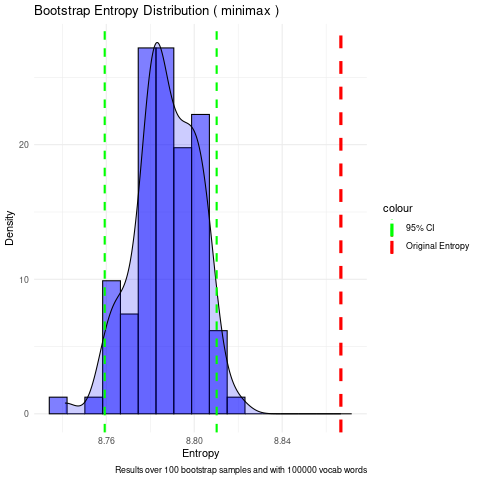 Bootstrap Entropy Distribution ( minimax )
Density
20
10
0
8.76
8.80
8.84
Entropy
colour
95% CI
Original Entropy
Results over 100 bootstrap samples and with 100000 vocab words